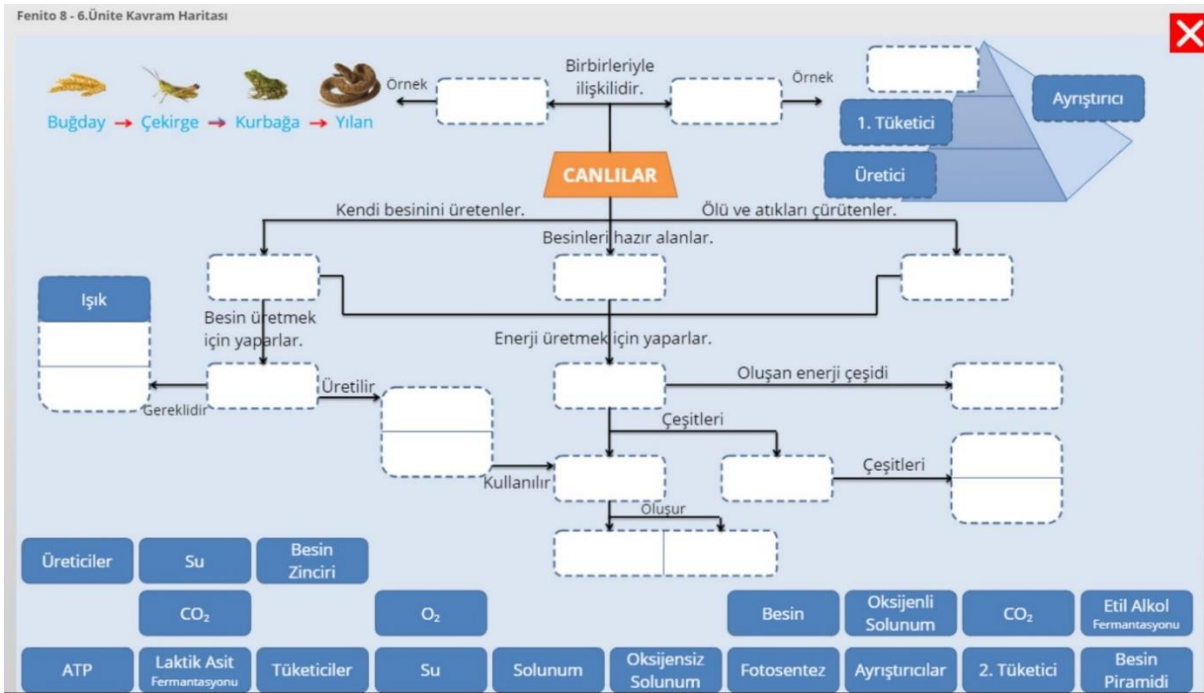 Fenito 8 - 6.Ünite Kavram Haritası
Buğday
Çekirge
Kurbağa
Yılan
Örnek
Birbirleriyle
ilişkilidir.
Örnek
1. Tüketici
Üretici
Ayrıştırıcı
CANLILAR
Kendi besinini üretenler.
Besinleri hazır alanlar.
Ölü ve atıkları çürütenler.
Işık
Besin üretmek
için yaparlar.
Enerji üretmek için yaparlar.
Gereklidir
Üretilir
Oluşan enerji çeşidi
Çeşitleri
Kullanılır
Çeşitleri
Oluşur
Üreticiler
Su
Besin
Zinciri
CO₂
O₂
Besin
Oksijenli
Solunum
CO₂
Etil Alkol
Fermantasyonu
ATP
Laktik Asit
Fermantasyonu
Tüketiciler
Su
Solunum
Oksijensiz
Solunum
Fotosentez
Ayrıştırıcılar
2. Tüketici
Besin
Piramidi